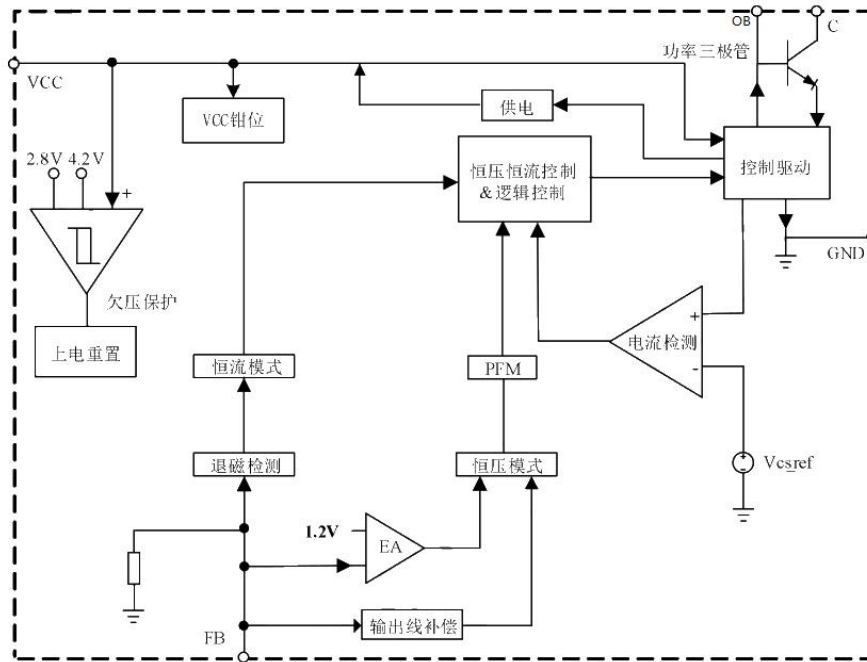 OB
C
功率三极管
VCC
VCC钳位
供电
2.8V 4.2V
恒压恒流控制
&逻辑控制
控制驱动
+
GND
欠压保护
上电重置
恒流模式
PFM
+
电流检测
-
退磁检测
恒压模式
Vcsref
1.2V
EA
FB
输出线补偿